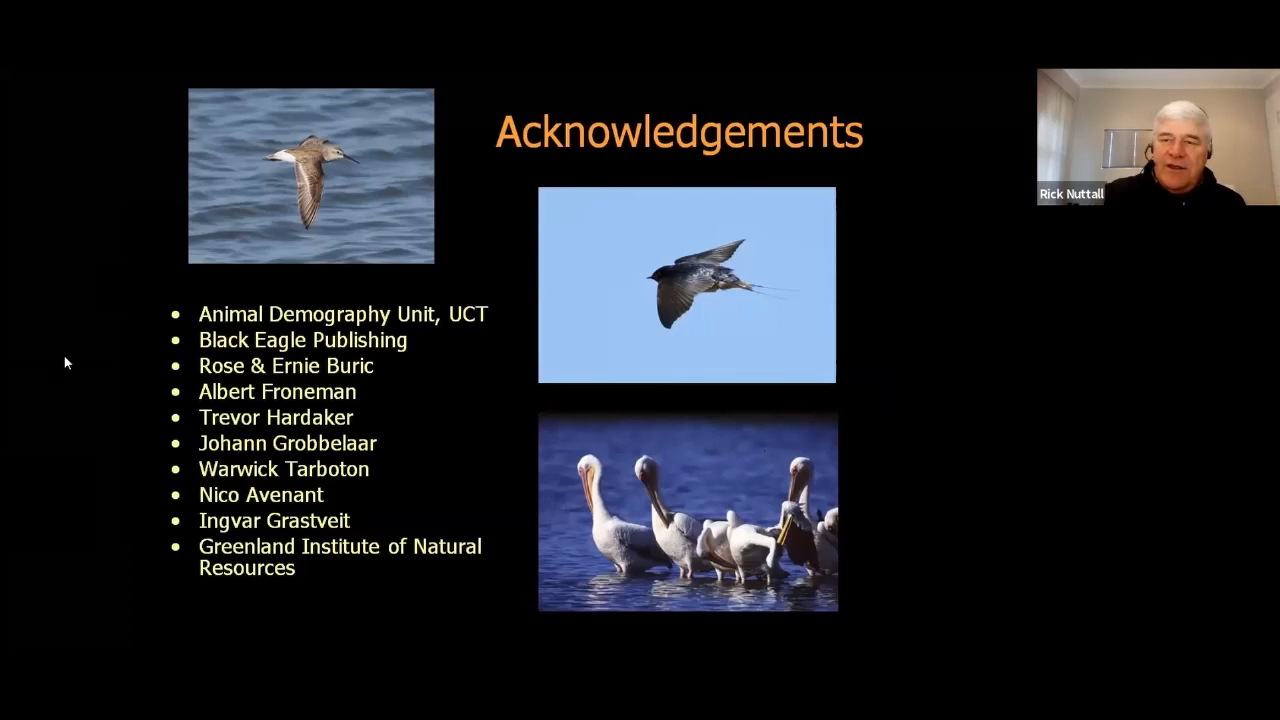 Acknowledgements
Rick Nuttall
• Animal Demography Unit, UCT
• Black Eagle Publishing
• Rose & Ernie Buric
• Albert Froneman
• Trevor Hardaker
• Johann Grobbelaar
• Warwick Tarboton
• Nico Avenant
• Ingvar Grastveit
• Greenland Institute of Natural
Resources